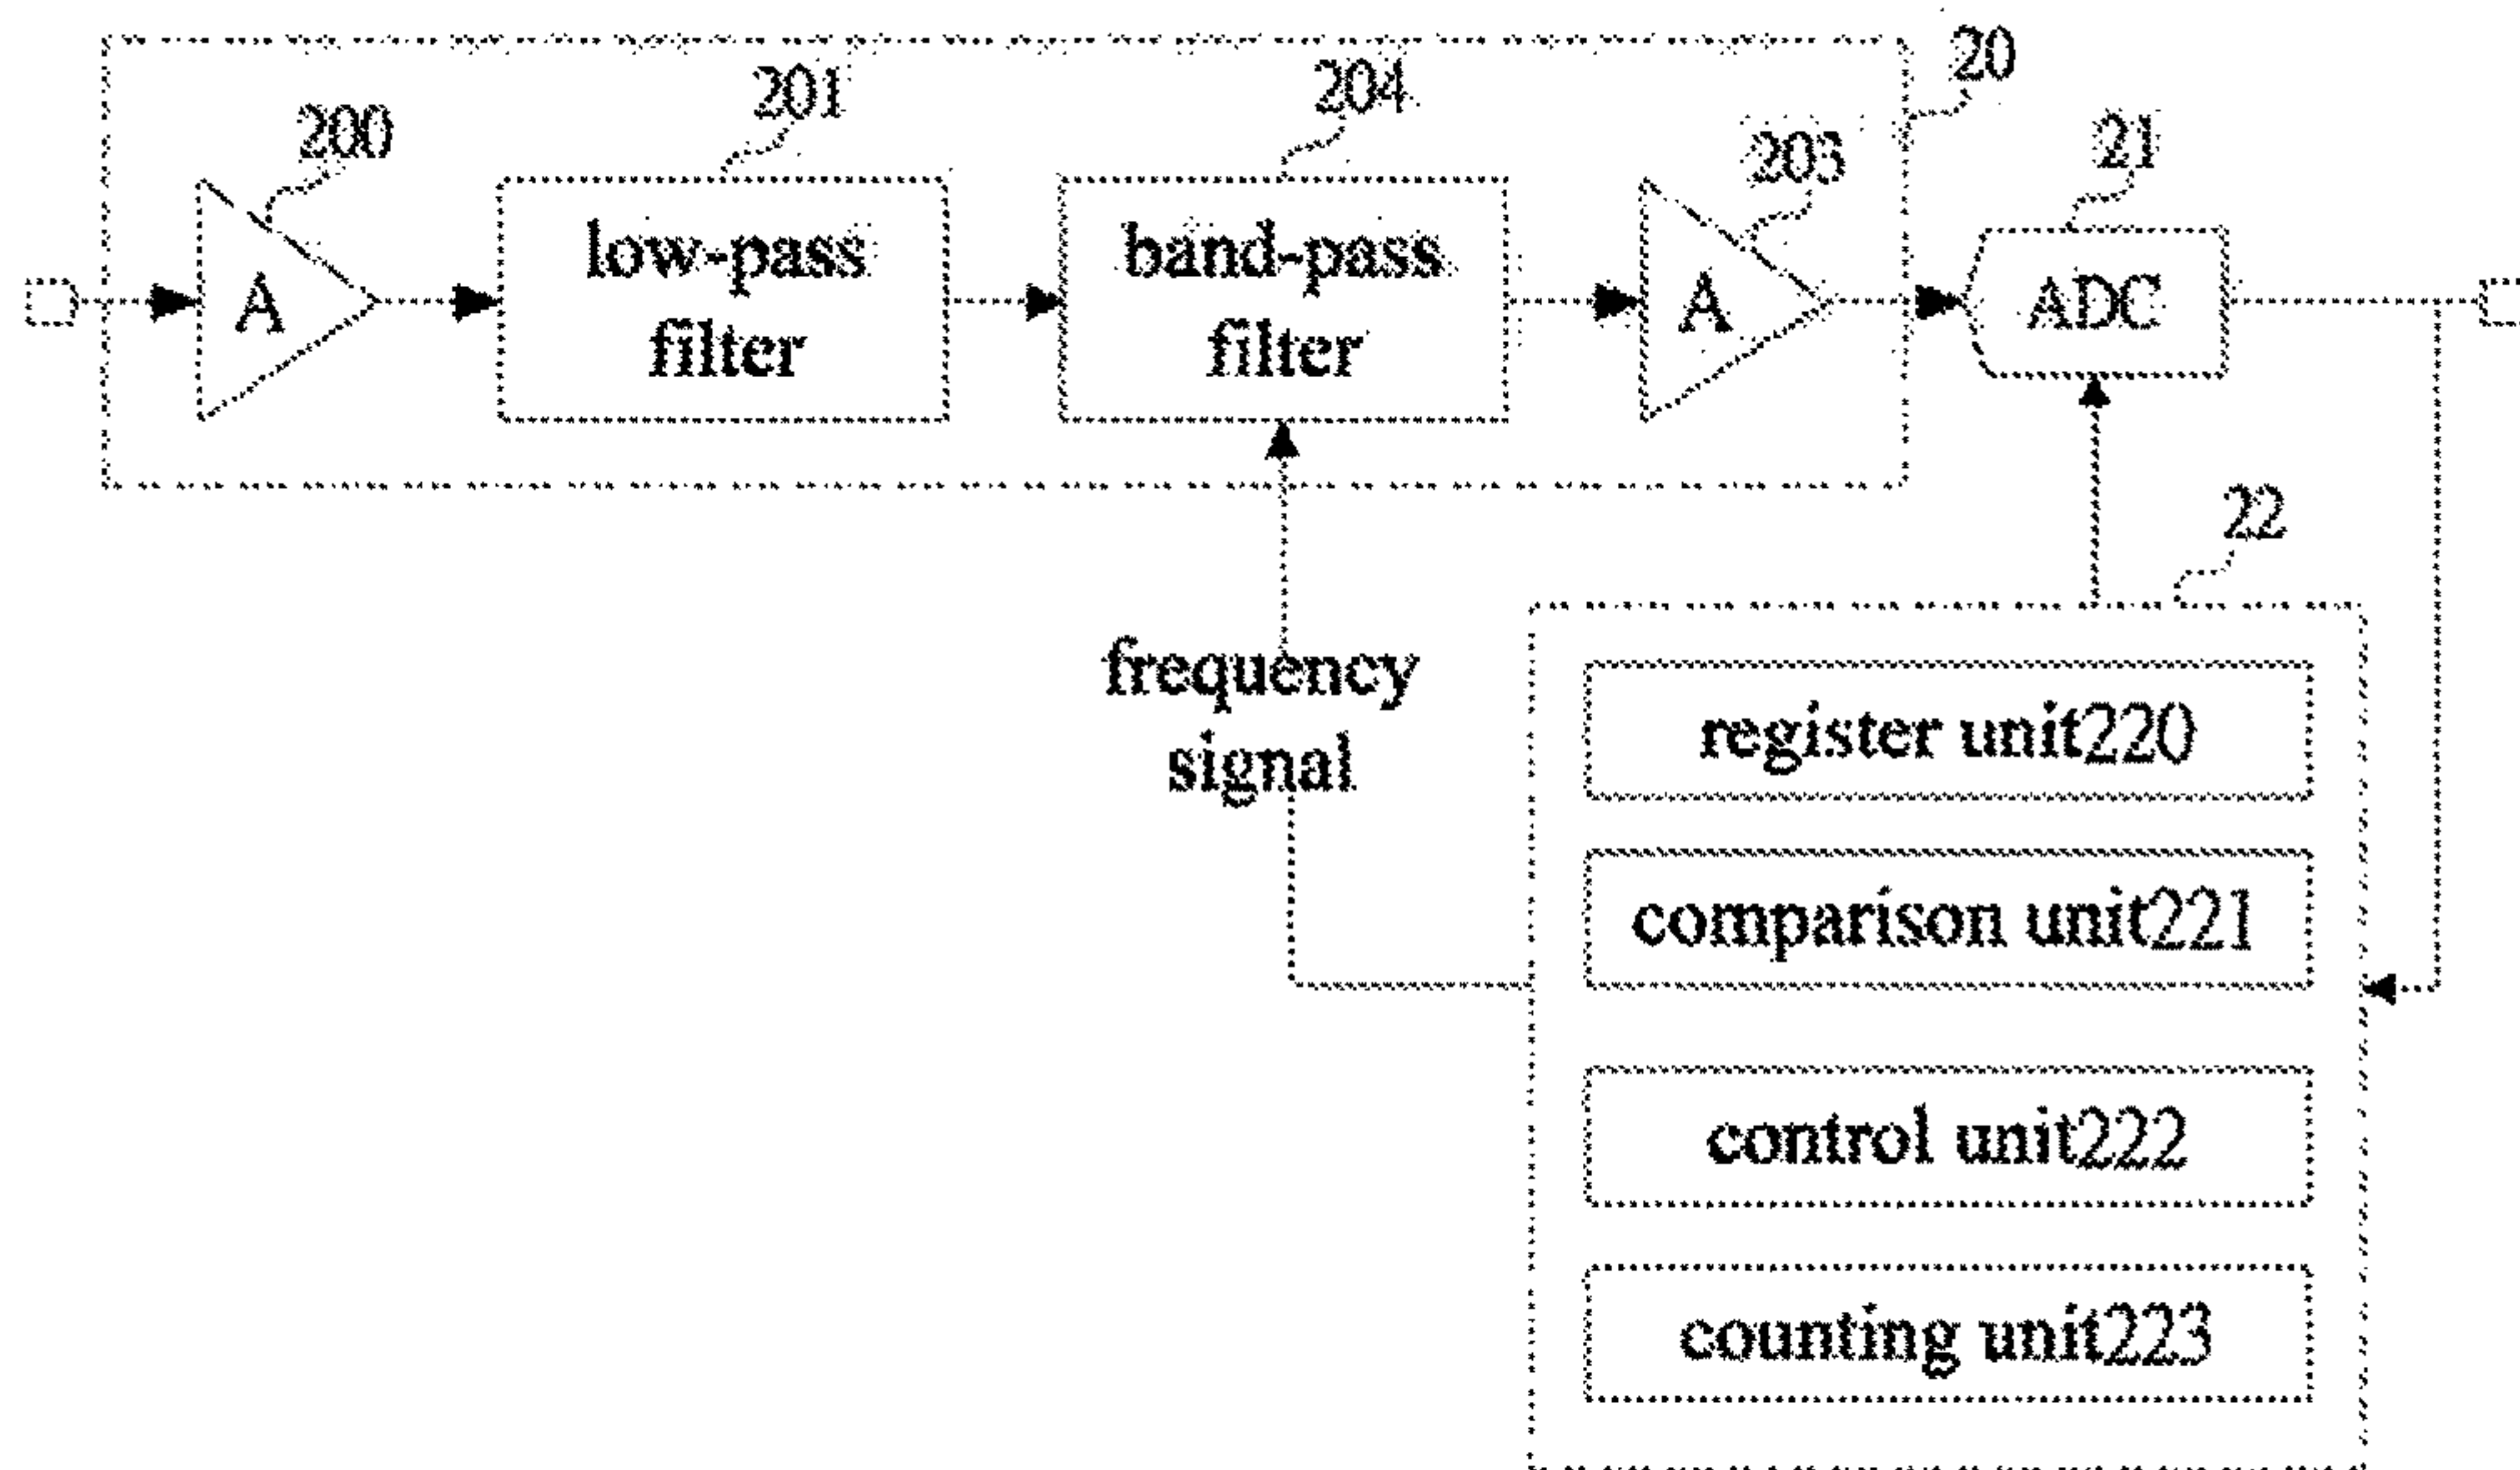 20
201
204
200
203
21
low-pass
filter
band-pass
filter
A
A
ADC
22
frequency
signal
register unit220
comparison unit221
control unit222
counting unit223